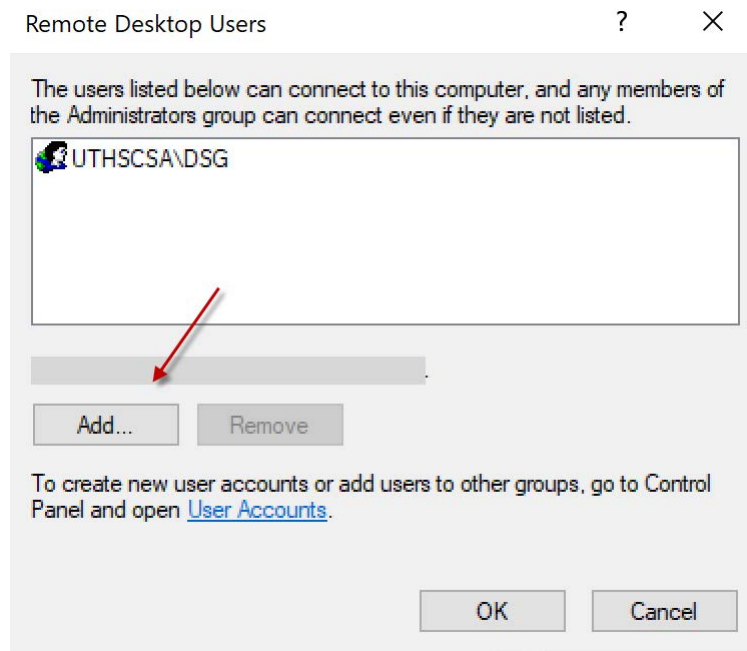 Remote Desktop Users ? X
The users listed below can connect to this computer, and any members of
the Administrators group can connect even if they are not listed.
UTHSCSA\DSG
.
Add... Remove
To create new user accounts or add users to other groups, go to Control
Panel and open User Accounts.
OK Cancel